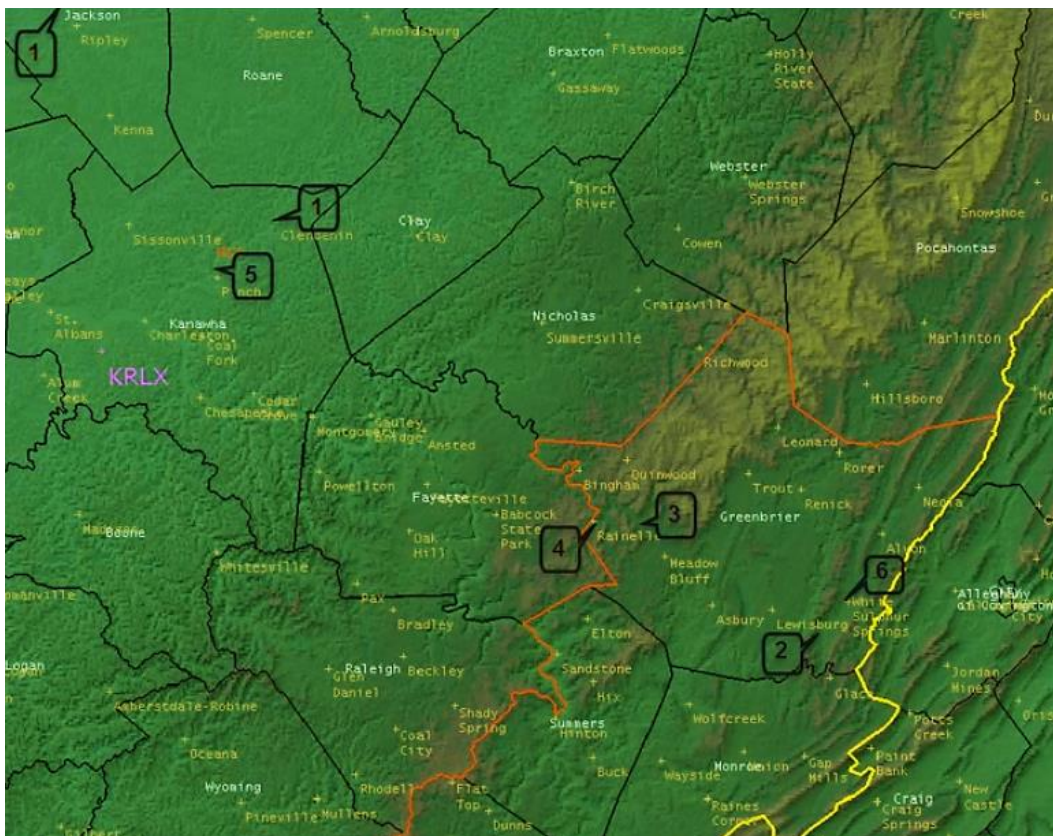 Jackson
Ripley
1
Spencer
Arnoldsburg
Roane
Braxton
Flatwoods
Gassaway
Holly
River
State
Creek
Kenna
Webster
Webster
Springs
Birch
River
Snowshoe
1
Clendenin
Clay
Clay
Sissonville
Cowen
Pocahontas
5
Pinch
Craigsville
St.
Albans
Kanawha
Charleston
Coal
Fork
Nicholas
Summersville
Marlinton
Richwood
KRLX
Alum
Creek
Chesapeake
Cedar
Grove
Hillsboro
Montgomery
Gauley
Bridge
Ansted
Leonard
Rorer
Quinwood
Bingham
Powellton
Trout
Renick
Neola
Fayette
Fayetteville
Babcock
State
Park
3
Greenbrier
Madison
Boone
Oak
Hill
4
Rainelle
Alvon
Whitesville
Meadow
Bluff
6
White
Sulphur
Springs
Alleghany
City
Pax
Bradley
Asbury
Lewisburg
2
Elton
Logan
Raleigh
Beckley
Glen
Daniel
Sandstone
Hix
Jordan
Mines
Amherstdale-Robine
Shady
Spring
Summers
Hinton
Wolfcreek
Potts
Creek
Coal
City
Oceana
Buck
Wayside
Monroe
Union
Gap
Mills
Paint
Bank
Wyoming
Rhodell
Flat
Top
Mullens
Pineville
Dunns
Raines
Corner
Craig
Craig
Springs
New
Castle
Gilbert